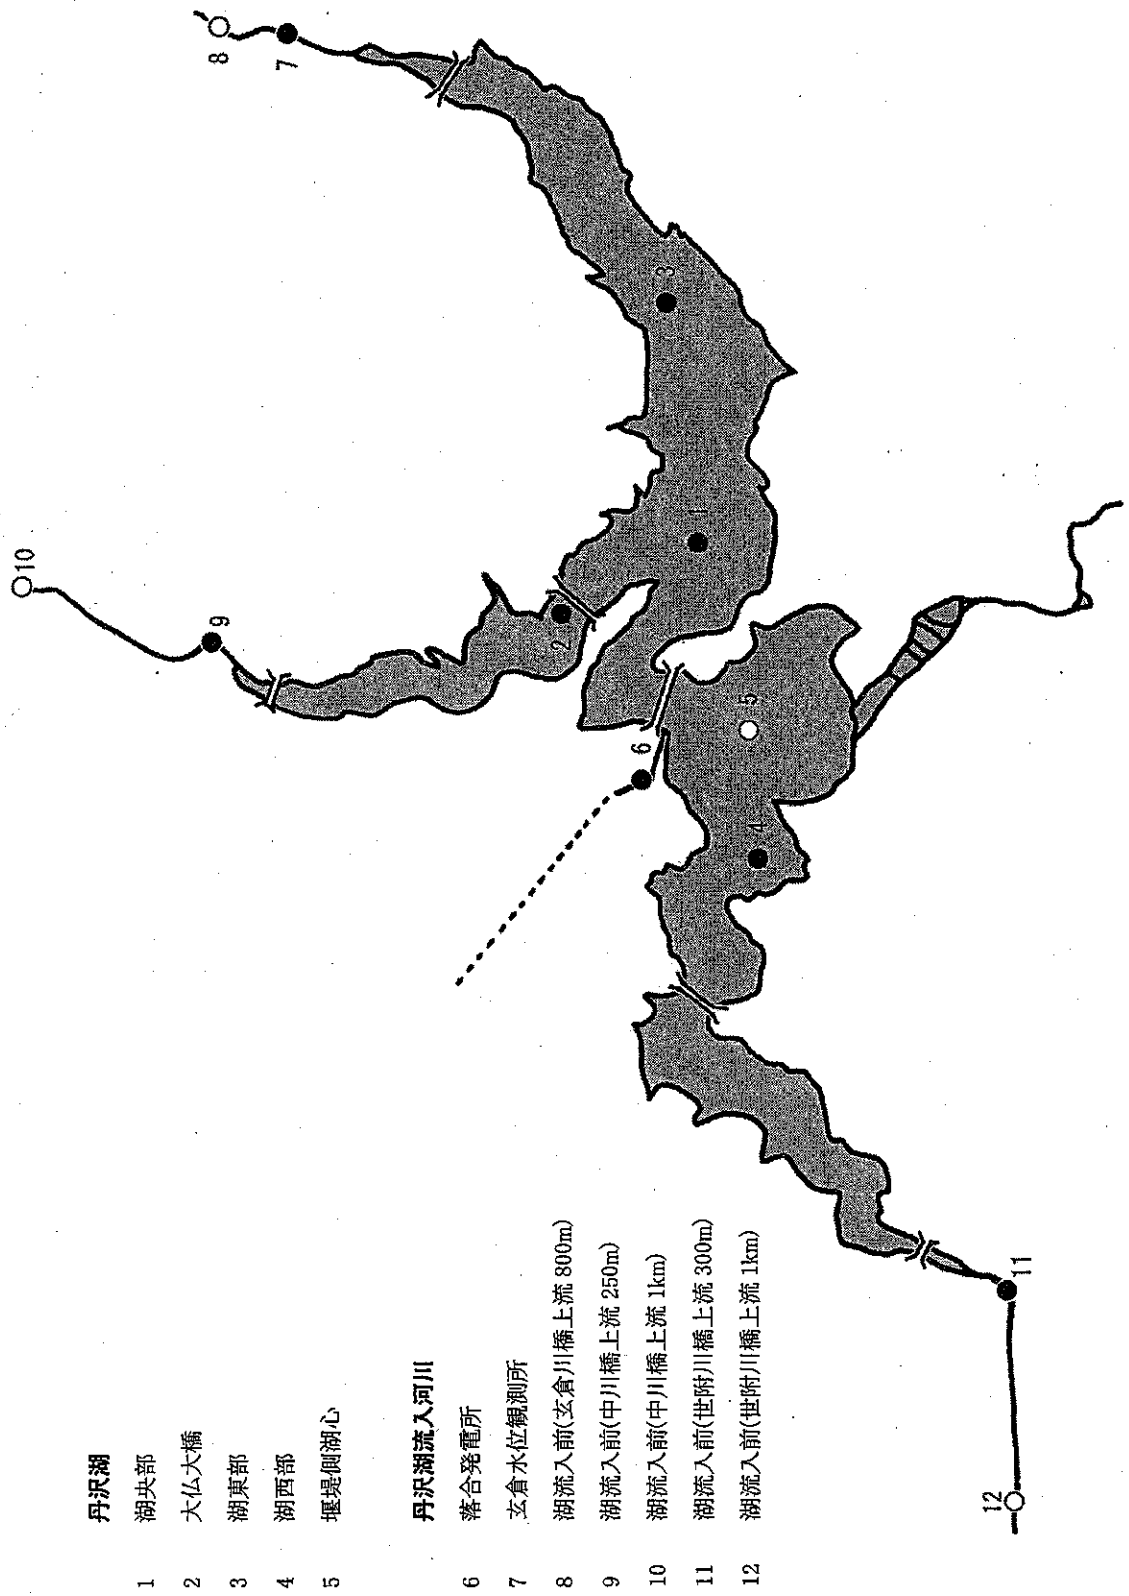 丹沢湖
1 湖央部
2 大仏大橋
3 湖東部
4 湖西部
5 堰堤側湖心
丹沢湖流入河川
6 落合発電所
7 玄倉水位観測所
8 湖流入前(玄倉川橋上流 800m)
9 湖流入前(中川橋上流 250m)
10 湖流入前(中川橋上流 1km)
11 湖流入前(世附川橋上流 300m)
12 湖流入前(世附川橋上流 1km)
12
11
4
5
6
9
10
2
1
3
7
8